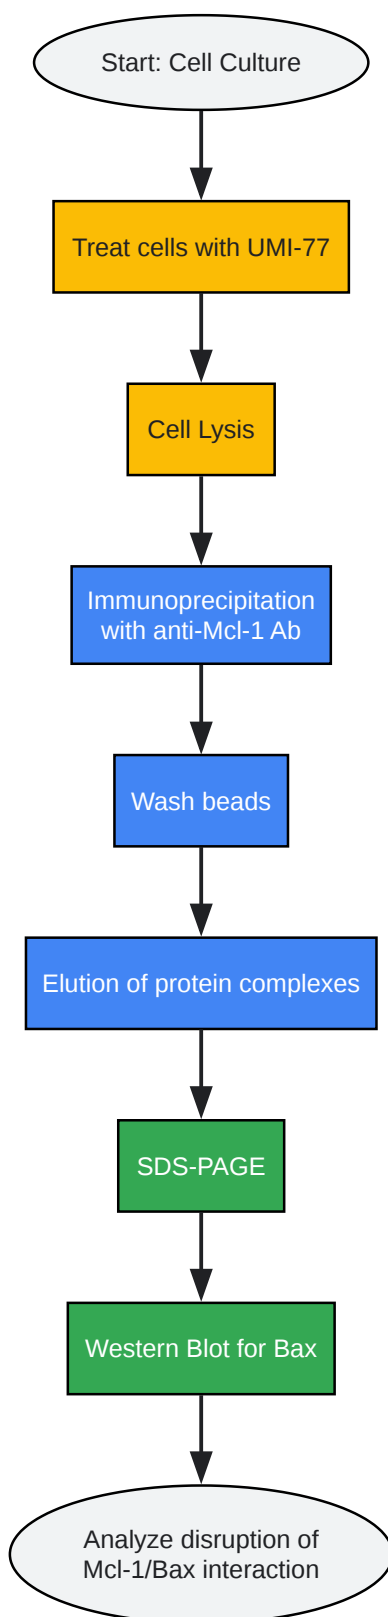 Start: Cell Culture
Treat cells with UMI-77
Cell Lysis
Immunoprecipitation
with anti-Mcl-1 Ab
Wash beads
Elution of protein complexes
SDS-PAGE
Western Blot for Bax
Analyze disruption of
Mcl-1/Bax interaction